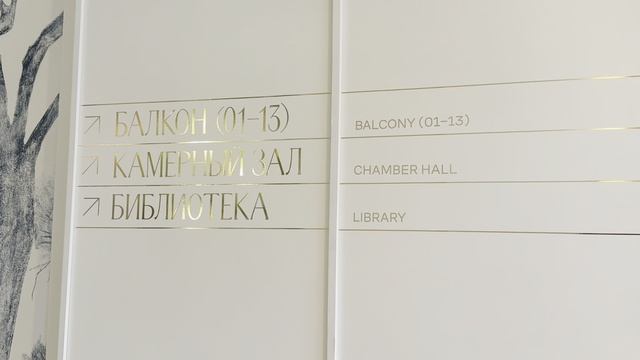 ↗ БАЛКОН (01–13) BALCONY (01–13)
↗ КАМЕРНЫЙ ЗАЛ CHAMBER HALL
↗ БИБЛИОТЕКА LIBRARY